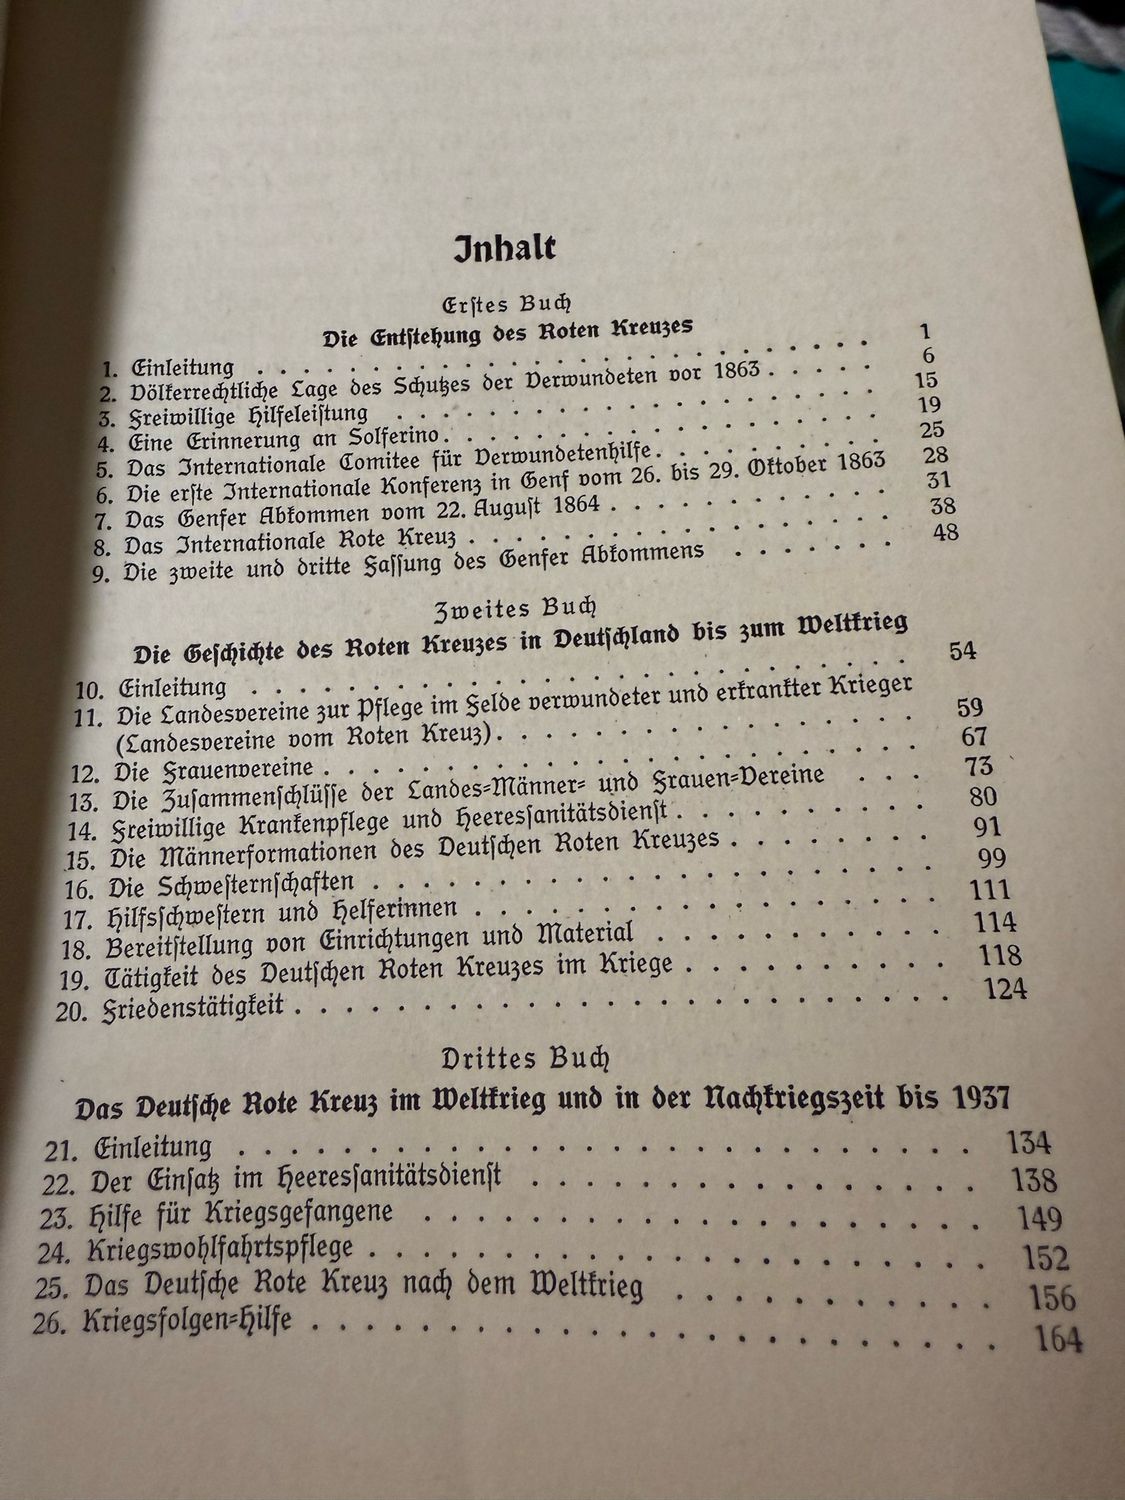 Inhalt
Erstes Buch
Die Entstehung des Roten Kreuzes
1. Einleitung . . . . . . . . . . . . . . . . . . . . 1
2. Völkerrechtliche Lage des Schutzes der Verwundeten vor 1863 . . . . . 6
3. Freiwillige Hilfeleistung . . . . . . . . . . . . . . . . . 15
4. Eine Erinnerung an Solferino . . . . . . . . . . . . . . . 19
5. Das Internationale Comitee für Verwundetenhilfe . . . . . . . . . 25
6. Die erste Internationale Konferenz in Genf vom 26. bis 29. Oktober 1863 28
7. Das Genfer Abkommen vom 22. August 1864 . . . . . . . . . . . 31
8. Das Internationale Rote Kreuz . . . . . . . . . . . . . . . . 38
9. Die zweite und dritte Fassung des Genfer Abkommens . . . . . . . 48
Zweites Buch
Die Geschichte des Roten Kreuzes in Deutschland bis zum Weltkrieg
10. Einleitung . . . . . . . . . . . . . . . . . . . . . . 54
11. Die Landesvereine zur Pflege im Felde verwundeter und erkrankter Krieger
(Landesvereine vom Roten Kreuz) . . . . . . . . . . . . . . . 59
12. Die Frauenvereine . . . . . . . . . . . . . . . . . . . . . 67
13. Die Zusammenschlüsse der Landes-Männer- und Frauen-Vereine . . . 73
14. Freiwillige Krankenpflege und Heeressanitätsdienst . . . . . . . . . 80
15. Die Männerformationen des Deutschen Roten Kreuzes . . . . . . . . 91
16. Die Schwesternschaften . . . . . . . . . . . . . . . . . . . 99
17. Hilfsschwestern und Helferinnen . . . . . . . . . . . . . . . . 111
18. Bereitstellung von Einrichtungen und Material . . . . . . . . . . . 114
19. Tätigkeit des Deutschen Roten Kreuzes im Kriege . . . . . . . . . . 118
20. Friedenstätigkeit . . . . . . . . . . . . . . . . . . . . . . 124
Drittes Buch
Das Deutsche Rote Kreuz im Weltkrieg und in der Nachkriegszeit bis 1937
21. Einleitung . . . . . . . . . . . . . . . . . . . . . . . 134
22. Der Einsatz im Heeressanitätsdienst . . . . . . . . . . . . . . . 138
23. Hilfe für Kriegsgefangene . . . . . . . . . . . . . . . . . . . 149
24. Kriegswohlfahrtspflege . . . . . . . . . . . . . . . . . . . . 152
25. Das Deutsche Rote Kreuz nach dem Weltkrieg . . . . . . . . . . . 156
26. Kriegsfolgen-Hilfe . . . . . . . . . . . . . . . . . . . . . 164